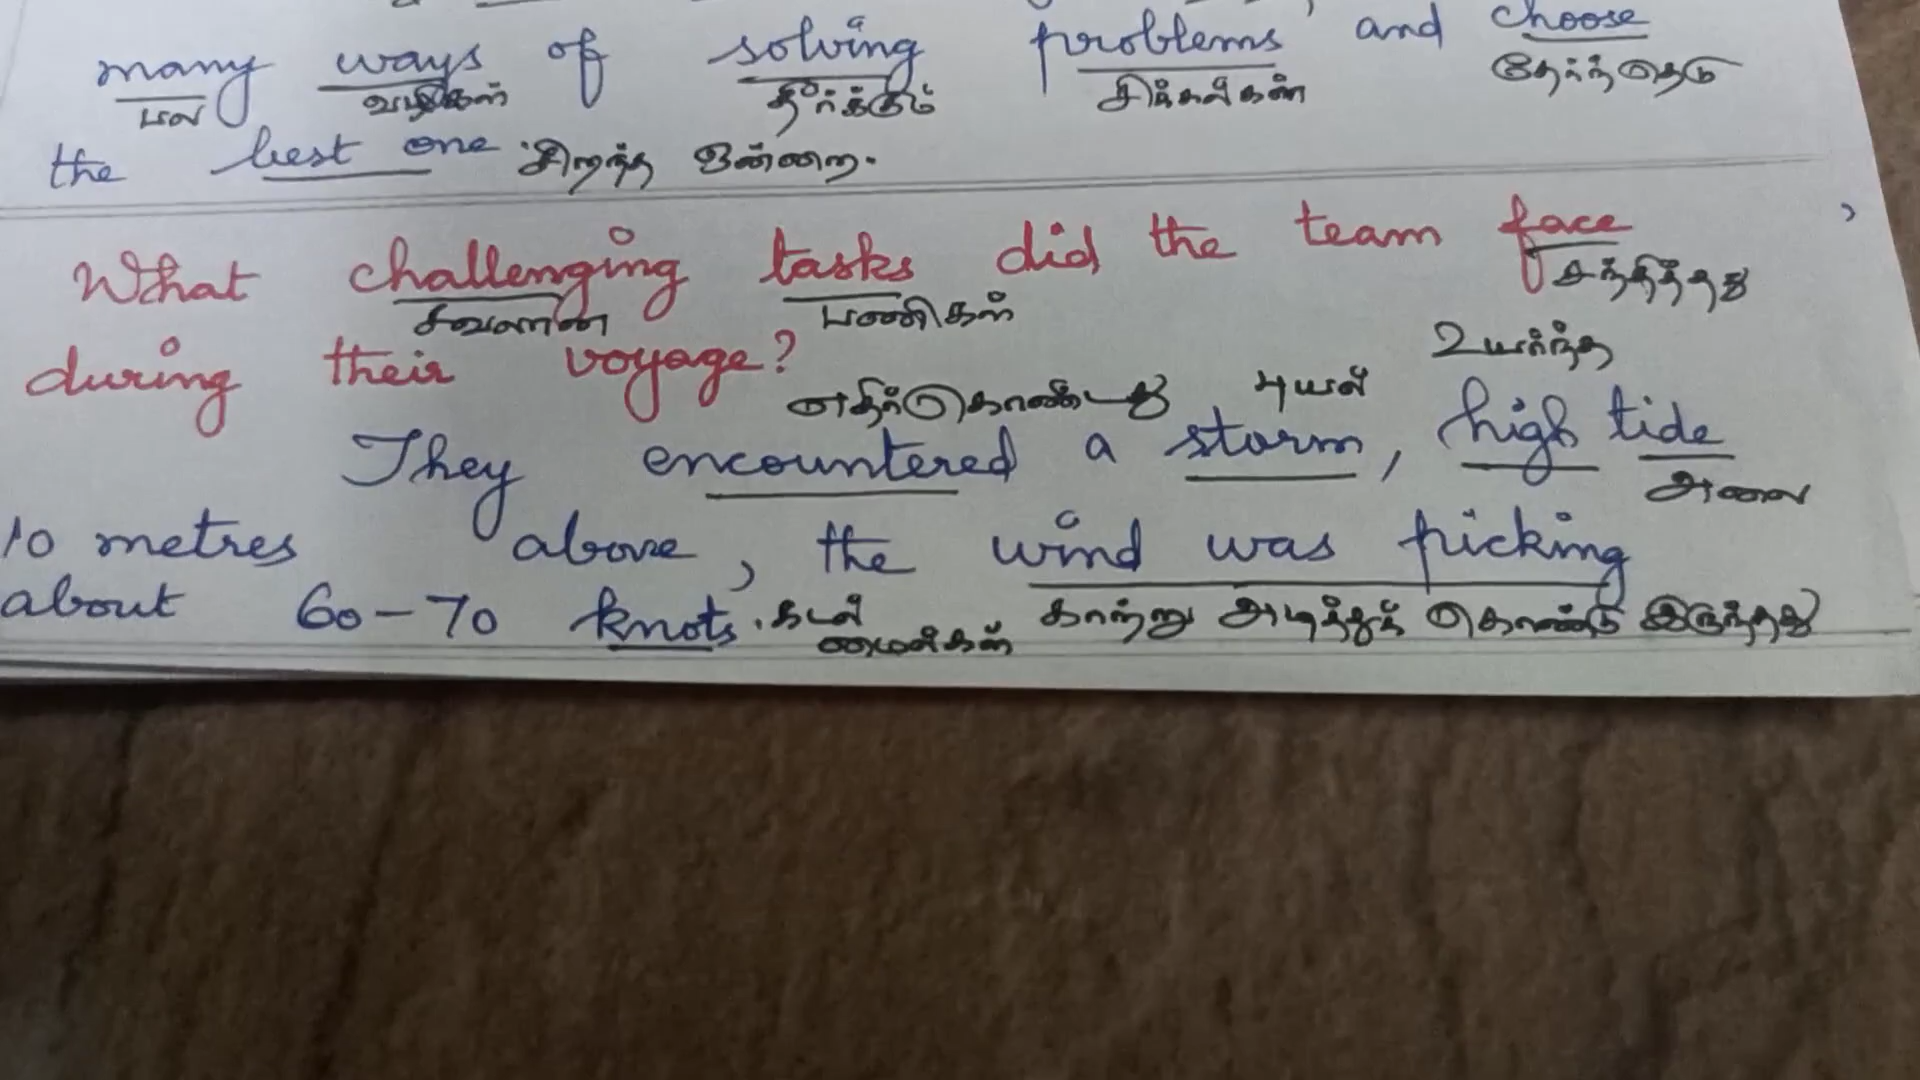 many ways of solving problems and choose
பல வழிகள் தீர்க்கும் சிக்கல்கள் தேர்ந்தெடு
the best one சிறந்த ஒன்றை.
What challenging tasks did the team face
சவாலான பணிகள் சந்தித்தது
during their voyage?
எதிர்கொண்டது புயல் உயர்ந்த
They encountered a storm, high tide
அலை
10 metres above, the wind was picking
about 60-70 knots. கடல் மைல்கள் காற்று அடித்துக் கொண்டு இருந்தது